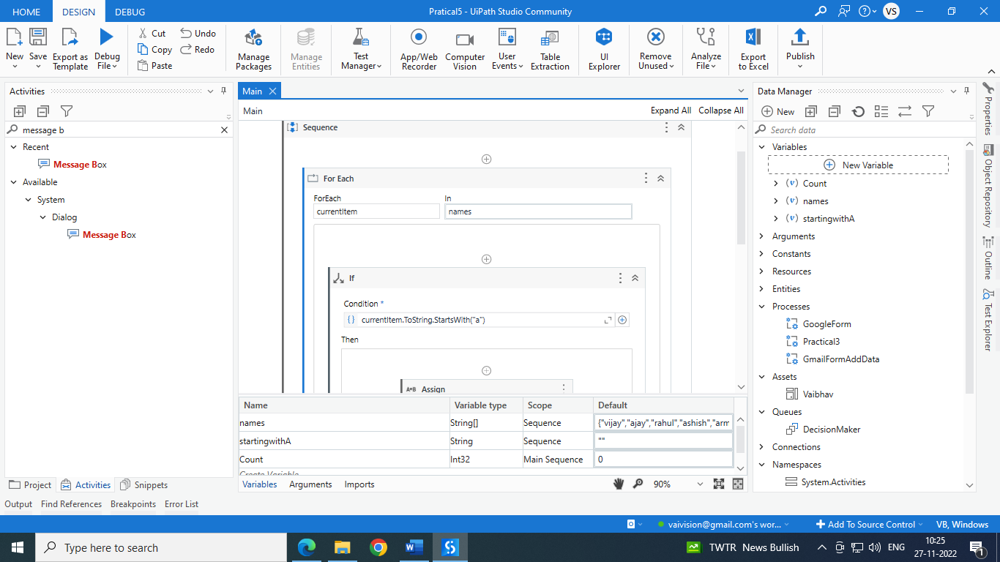 HOME DESIGN DEBUG Pratical5 - UiPath Studio Community VS
New Save Export as Template Debug File Cut Copy Paste Undo Redo Manage Packages Manage Entities Test Manager App/Web Recorder Computer Vision User Events Table Extraction UI Explorer Remove Unused Analyze File Export to Excel Publish
Activities
message b
Recent
Message Box
Available
System
Dialog
Message Box
Project Activities Snippets
Main
Main Expand All Collapse All
Sequence
For Each
ForEach In
currentItem names
If
Condition *
{} currentItem.ToString.StartsWith("a")
Then
A+B Assign
Name Variable type Scope Default
names String[] Sequence {"vijay","ajay","rahul","ashish","arm
startingwithA String Sequence ""
Count Int32 Main Sequence 0
Create Variable
Variables Arguments Imports 90%
Data Manager
New
Search data
Variables
New Variable
(v) Count
(v) names
(v) startingwithA
Arguments
Constants
Resources
Entities
Processes
GoogleForm
Practical3
GmailFormAddData
Assets
Vaibhav
Queues
DecisionMaker
Connections
Namespaces
System.Activities
Properties
Object Repository
Outline
Test Explorer
Output Find References Breakpoints Error List
vaivision@gmail.com's wor... Add To Source Control VB, Windows
Type here to search TWTR News Bullish ENG 10:25
27-11-2022 1